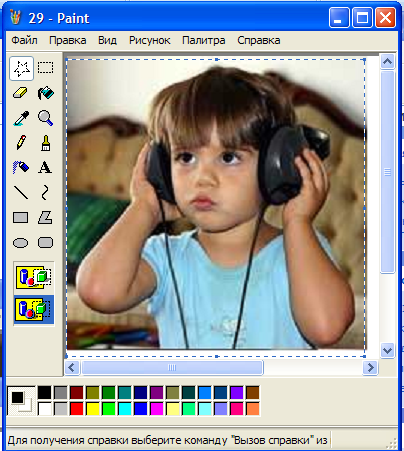 29 - Paint
Файл Правка Вид Рисунок Палитра Справка
A
Для получения справки выберите команду "Вызов справки" из